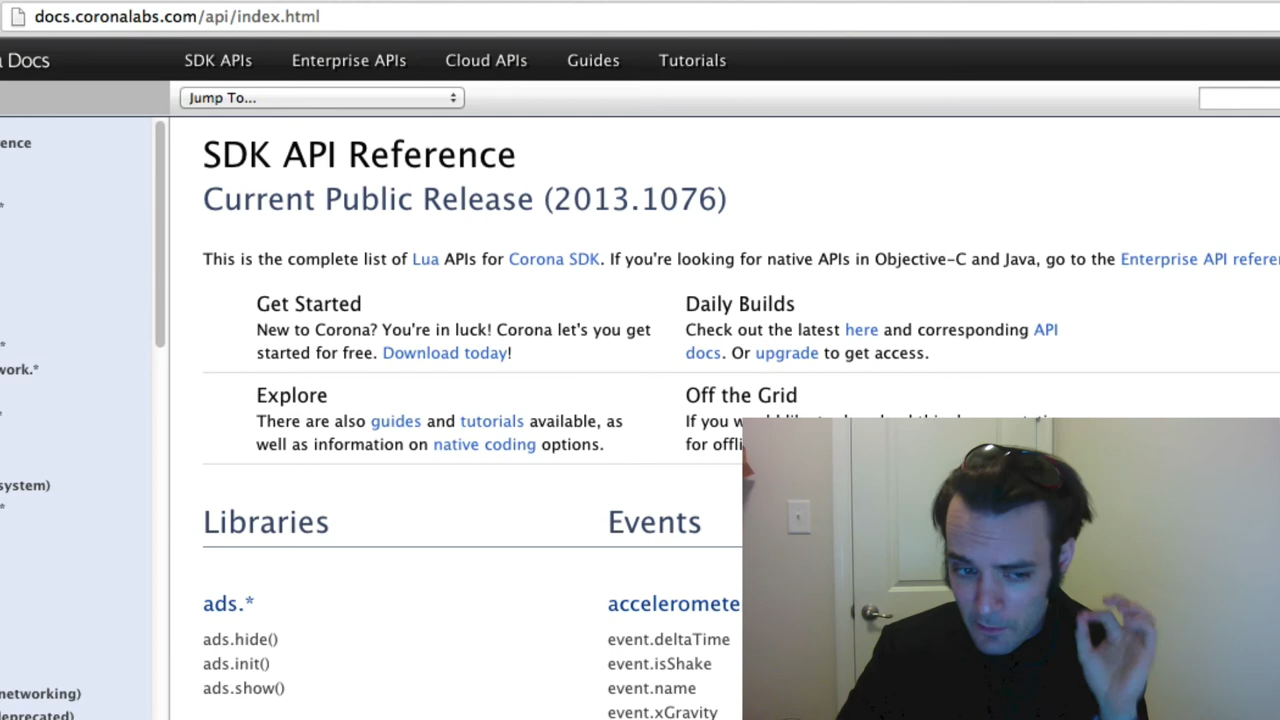 docs.coronalabs.com/api/index.html
Docs
SDK APIs
Enterprise APIs
Cloud APIs
Guides
Tutorials
Jump To...
SDK API Reference
Current Public Release (2013.1076)
This is the complete list of Lua APIs for Corona SDK. If you're looking for native APIs in Objective-C and Java, go to the Enterprise API refere
Get Started
New to Corona? You're in luck! Corona let's you get
started for free. Download today!
Daily Builds
Check out the latest here and corresponding API
docs. Or upgrade to get access.
Explore
There are also guides and tutorials available, as
well as information on native coding options.
Off the Grid
If you
for offli
Libraries
ads.*
ads.hide()
ads.init()
ads.show()
Events
acceleromete
event.deltaTime
event.isShake
event.name
event.xGravity
ence
*
*
work.*
*
system)
*
networking)
deprecated)